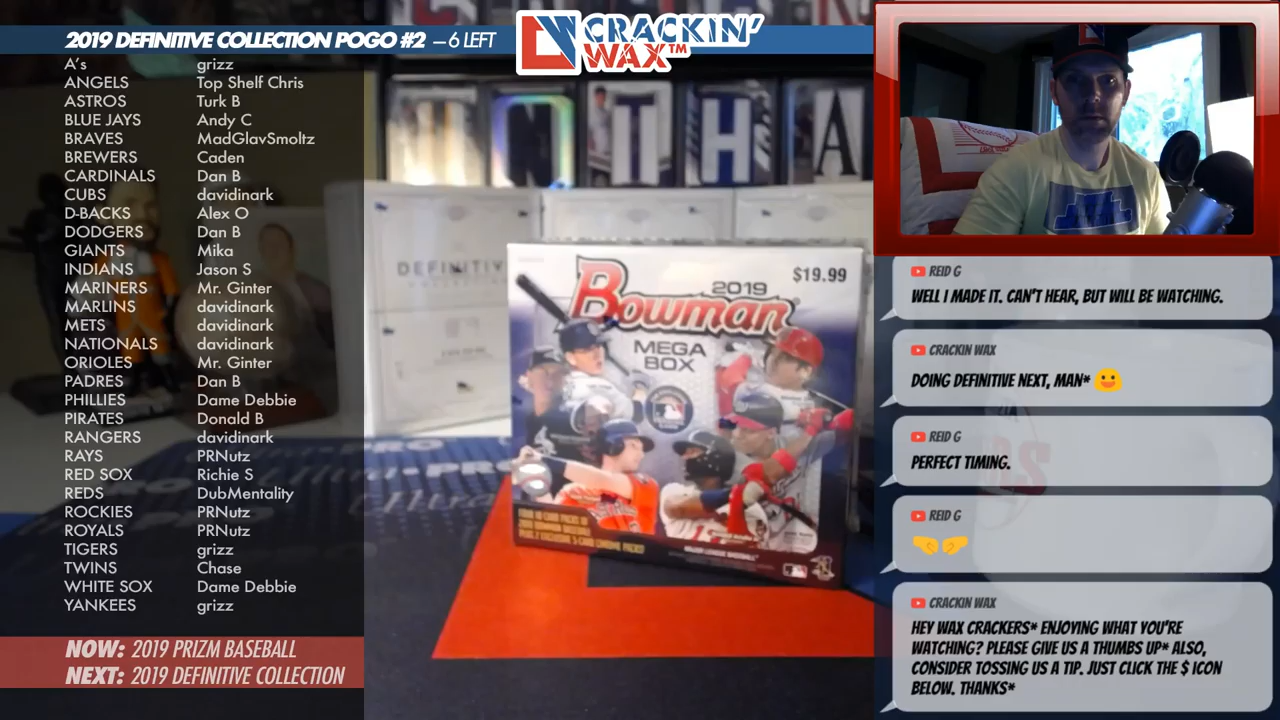 2019 DEFINITIVE COLLECTION POGO #2 – 6 LEFT
CRACKIN'
WAX™
A's grizz
ANGELS Top Shelf Chris
ASTROS Turk B
BLUE JAYS Andy C
BRAVES MadGlavSmoltz
BREWERS Caden
CARDINALS Dan B
CUBS davidinark
D-BACKS Alex O
DODGERS Dan B
GIANTS Mika
INDIANS Jason S
MARINERS Mr. Ginter
MARLINS davidinark
METS davidinark
NATIONALS davidinark
ORIOLES Mr. Ginter
PADRES Dan B
PHILLIES Dame Debbie
PIRATES Donald B
RANGERS davidinark
RAYS PRNutz
RED SOX Richie S
REDS DubMentality
ROCKIES PRNutz
ROYALS PRNutz
TIGERS grizz
TWINS Chase
WHITE SOX Dame Debbie
YANKEES grizz
NOW: 2019 PRIZM BASEBALL
NEXT: 2019 DEFINITIVE COLLECTION
N T H A
DEFINITIV
$19.99
2019
Bowman
MEGA
BOX
REID G
WELL I MADE IT. CAN'T HEAR, BUT WILL BE WATCHING.
CRACKIN WAX
DOING DEFINITIVE NEXT, MAN* 😃
REID G
PERFECT TIMING.
REID G
🤜🤛
CRACKIN WAX
HEY WAX CRACKERS* ENJOYING WHAT YOU'RE
WATCHING? PLEASE GIVE US A THUMBS UP* ALSO,
CONSIDER TOSSING US A TIP. JUST CLICK THE $ ICON
BELOW. THANKS*